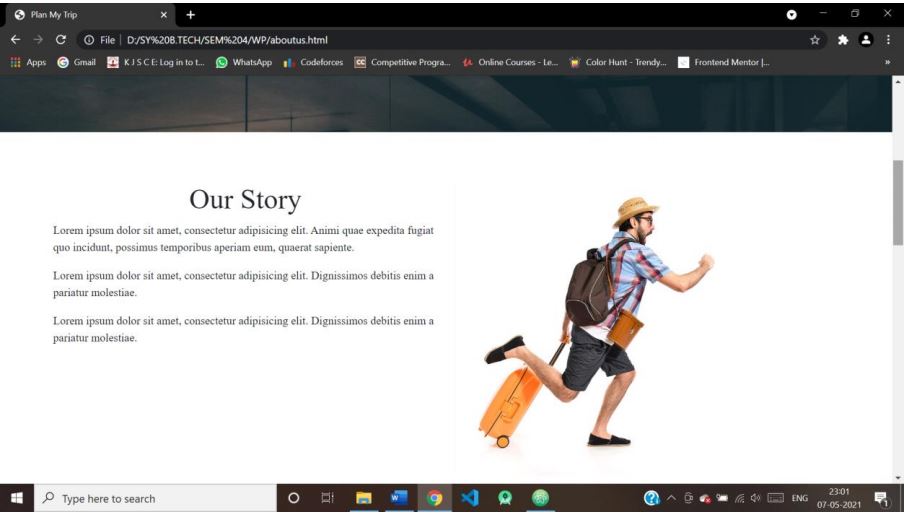 Plan My Trip
File | D:/SY%20B.TECH/SEM%204/WP/aboutus.html
Apps Gmail K J S C E: Log in to t... WhatsApp Codeforces CC Competitive Progra... Online Courses - Le... Color Hunt - Trendy... Frontend Mentor |... »
Our Story
Lorem ipsum dolor sit amet, consectetur adipisicing elit. Animi quae expedita fugiat
quo incidunt, possimus temporibus aperiam eum, quaerat sapiente.
Lorem ipsum dolor sit amet, consectetur adipisicing elit. Dignissimos debitis enim a
pariatur molestiae.
Lorem ipsum dolor sit amet, consectetur adipisicing elit. Dignissimos debitis enim a
pariatur molestiae.
Type here to search
ENG
23:01
07-05-2021